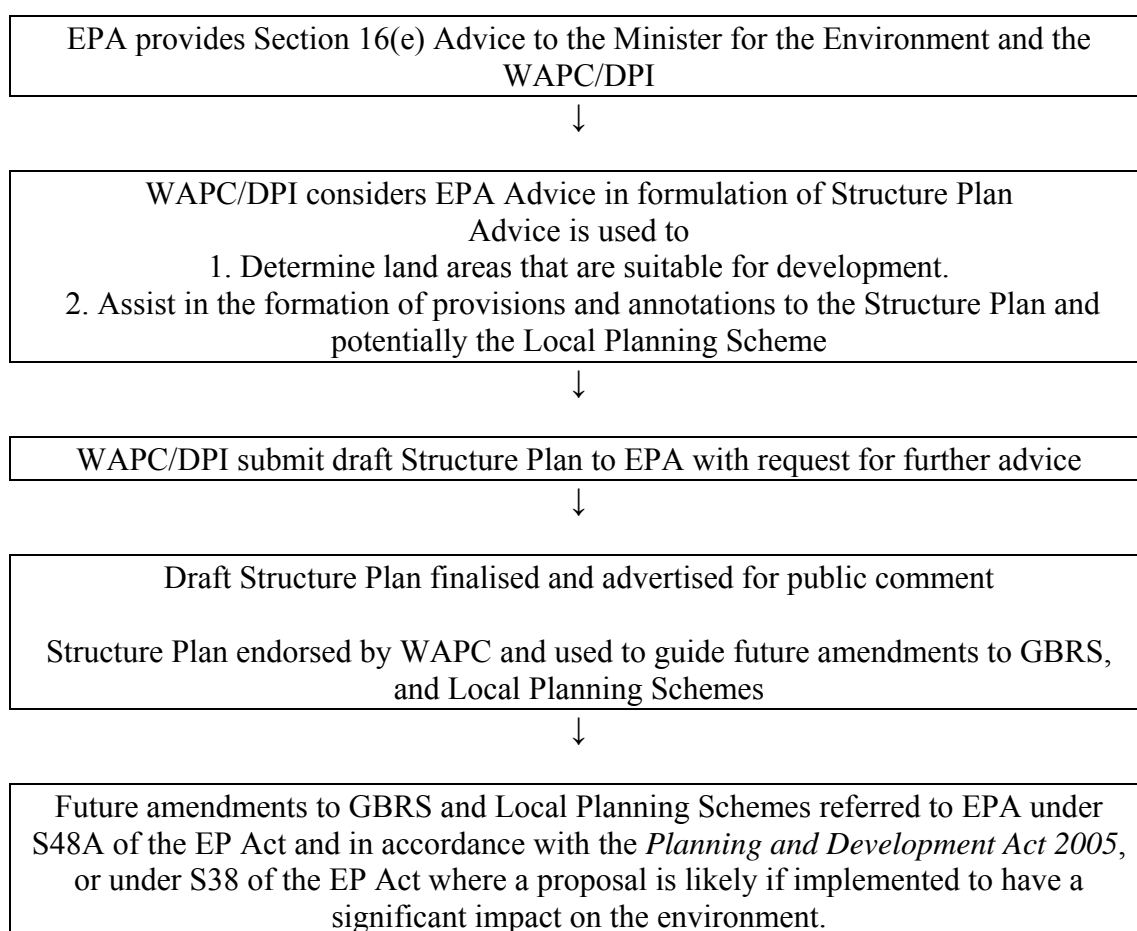 EPA provides Section 16(e) Advice to the Minister for the Environment and the
WAPC/DPI
↓
WAPC/DPI considers EPA Advice in formulation of Structure Plan
Advice is used to
1. Determine land areas that are suitable for development.
2. Assist in the formation of provisions and annotations to the Structure Plan and
potentially the Local Planning Scheme
↓
WAPC/DPI submit draft Structure Plan to EPA with request for further advice
↓
Draft Structure Plan finalised and advertised for public comment
Structure Plan endorsed by WAPC and used to guide future amendments to GBRS,
and Local Planning Schemes
↓
Future amendments to GBRS and Local Planning Schemes referred to EPA under
S48A of the EP Act and in accordance with the Planning and Development Act 2005,
or under S38 of the EP Act where a proposal is likely if implemented to have a
significant impact on the environment.